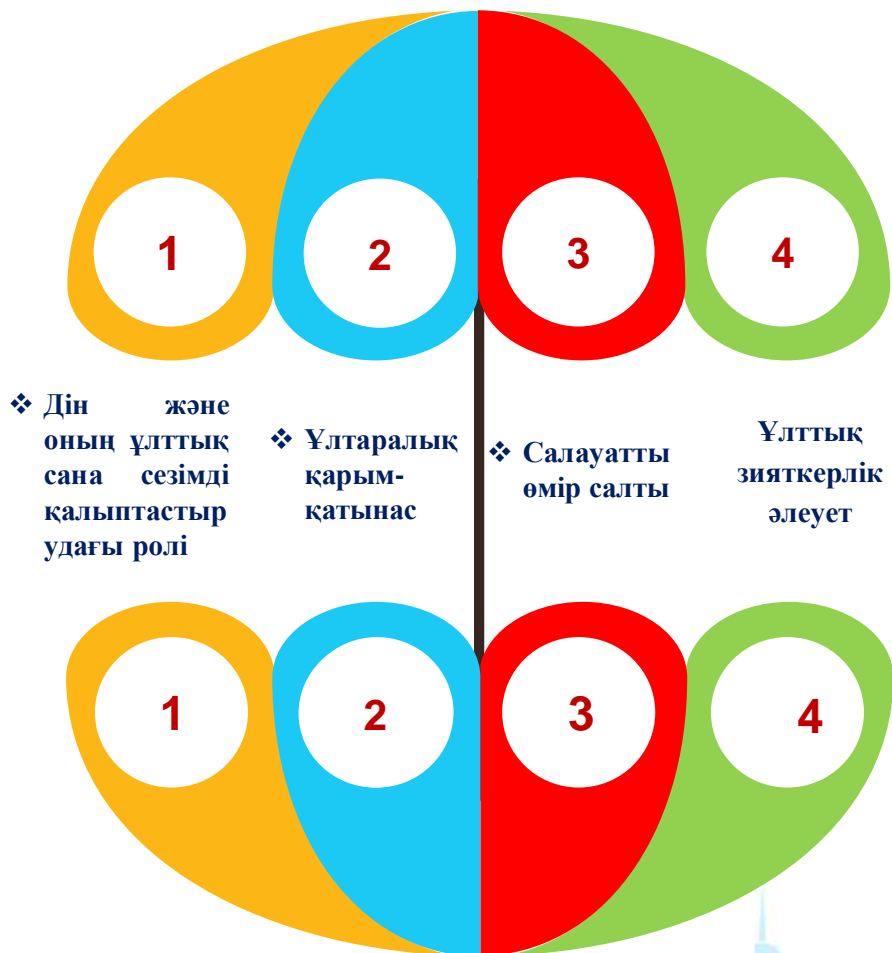 1
2
3
4
❖ Дін және
оның ұлттық
сана сезімді
қалыптастыр
удағы ролі
❖ Ұлтаралық
қарым-
қатынас
❖ Салауатты
өмір салты
Ұлттық
зияткерлік
әлеует
1
2
3
4